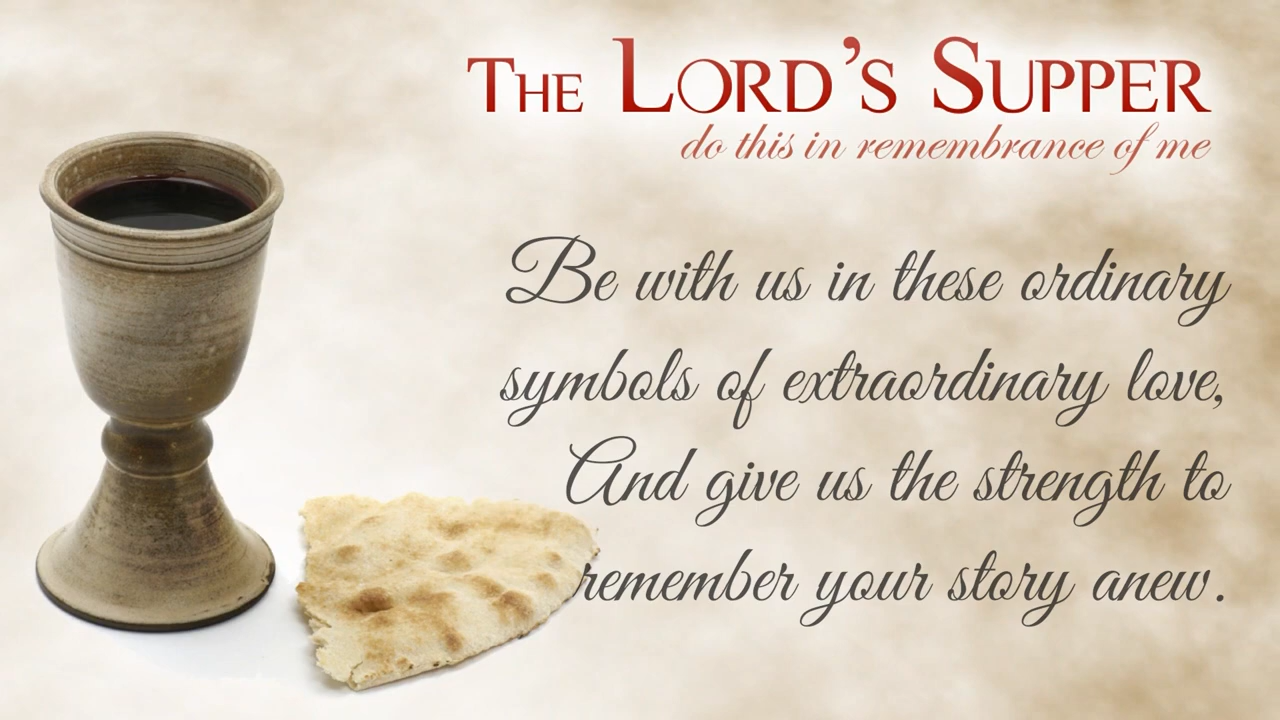 The Lord's Supper
do this in remembrance of me
Be with us in these ordinary
symbols of extraordinary love,
And give us the strength to
remember your story anew.